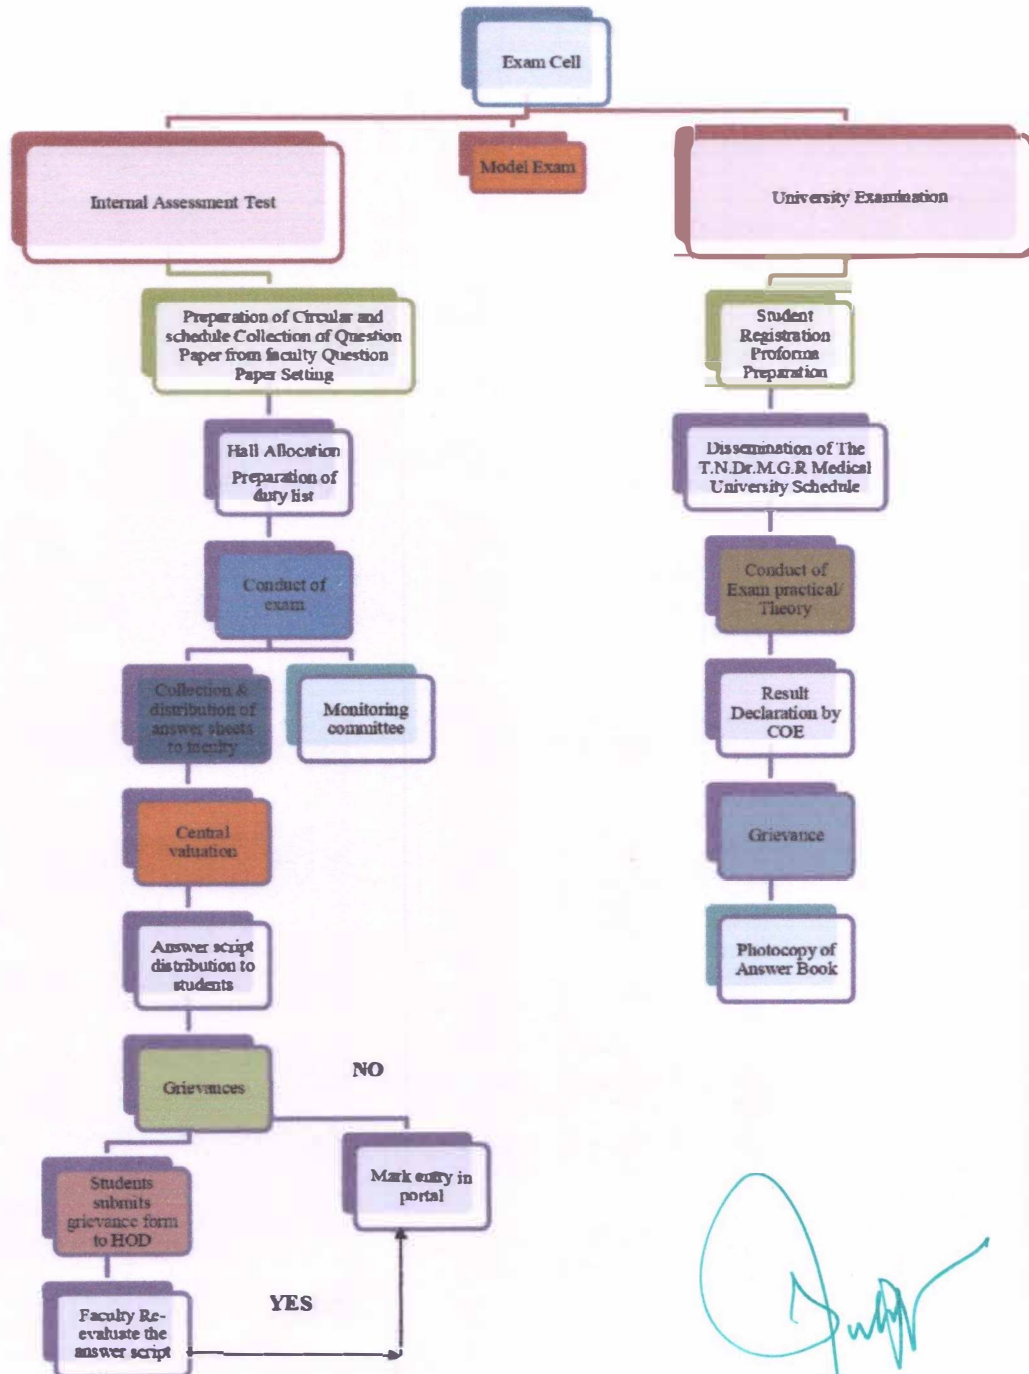 Exam Cell
Internal Assessment Test
Model Exam
University Examination
Preparation of Circular and
schedule Collection of Question
Paper from faculty Question
Paper Setting
Hall Allocation
Preparation of
duty list
Conduct of
exam
Collection &
distribution of
answer sheets
to faculty
Monitoring
committee
Central
valuation
Answer script
distribution to
students
Grievances
NO
Students
submits
grievance form
to HOD
Mark entry in
portal
Faculty Re-
evaluate the
answer script
YES
Student
Registration
Proforma
Preparation
Dissemination of The
T.N.Dr.M.G.R Medical
University Schedule
Conduct of
Exam practical/
Theory
Result
Declaration by
COE
Grievance
Photocopy of
Answer Book